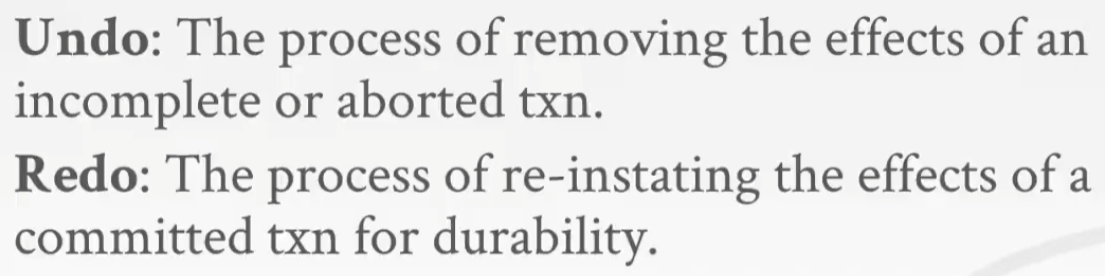 Undo: The process of removing the effects of an
incomplete or aborted txn.
Redo: The process of re-instating the effects of a
committed txn for durability.